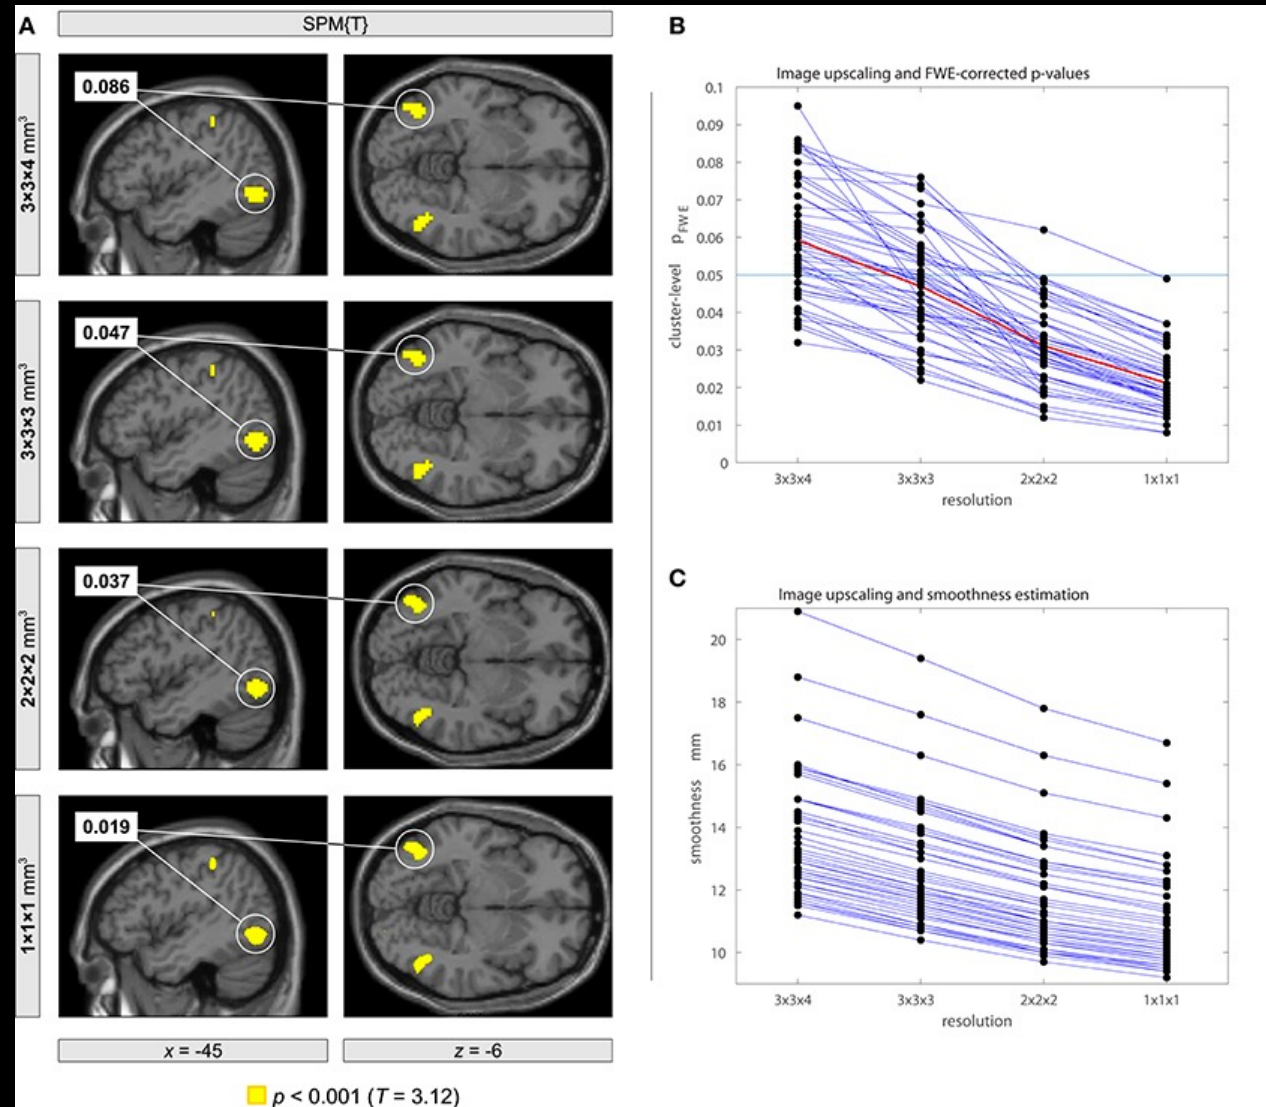 A
SPM{T}
3×3×4 mm³
0.086
3×3×3 mm³
0.047
2×2×2 mm³
0.037
1×1×1 mm³
0.019
x = -45
z = -6
p < 0.001 (T = 3.12)
B
Image upscaling and FWE-corrected p-values
cluster-level pFWE
0.1
0.09
0.08
0.07
0.06
0.05
0.04
0.03
0.02
0.01
0
3x3x4 3x3x3 2x2x2 1x1x1
resolution
C
Image upscaling and smoothness estimation
smoothness mm
20
18
16
14
12
10
3x3x4 3x3x3 2x2x2 1x1x1
resolution